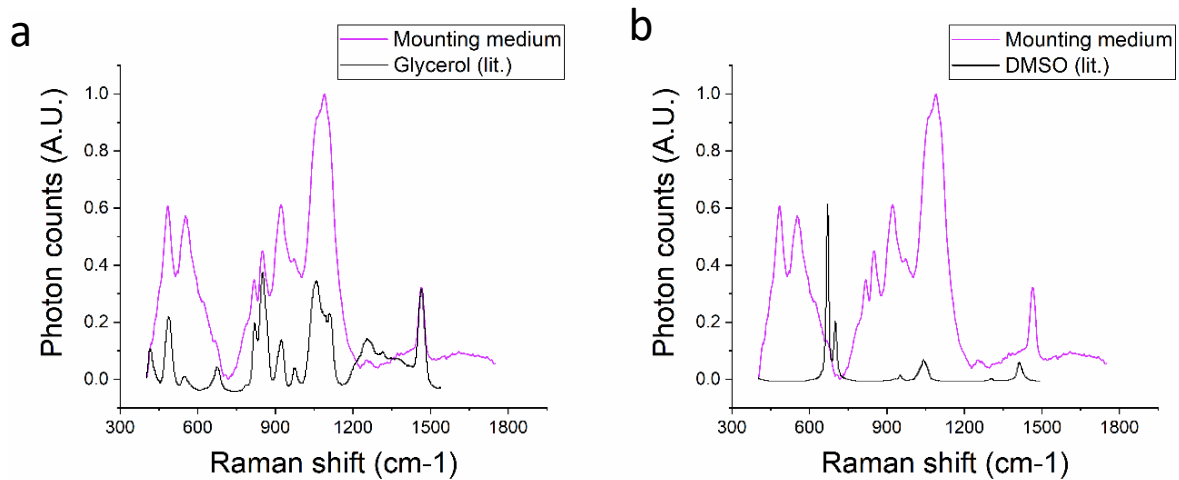 a
Mounting medium
Glycerol (lit.)
Photon counts (A.U.)
1.0
0.8
0.6
0.4
0.2
0.0
300 600 900 1200 1500 1800
Raman shift (cm-1)
b
Mounting medium
DMSO (lit.)
Photon counts (A.U.)
1.0
0.8
0.6
0.4
0.2
0.0
300 600 900 1200 1500 1800
Raman shift (cm-1)